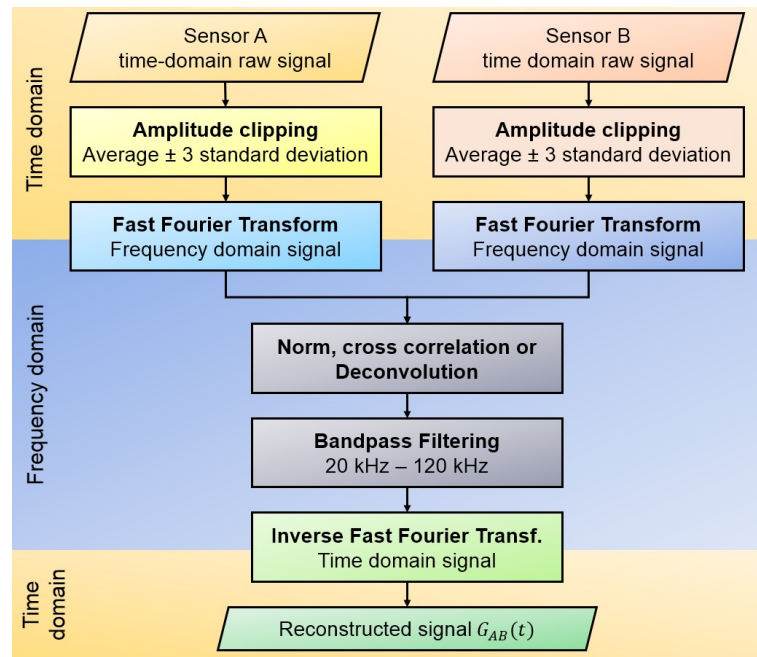 Time domain
Sensor A
time-domain raw signal
Sensor B
time domain raw signal
Amplitude clipping
Average ± 3 standard deviation
Amplitude clipping
Average ± 3 standard deviation
Fast Fourier Transform
Frequency domain signal
Fast Fourier Transform
Frequency domain signal
Frequency domain
Norm, cross correlation or
Deconvolution
Bandpass Filtering
20 kHz – 120 kHz
Inverse Fast Fourier Transf.
Time domain signal
Time
domain
Reconstructed signal G_{AB}(t)